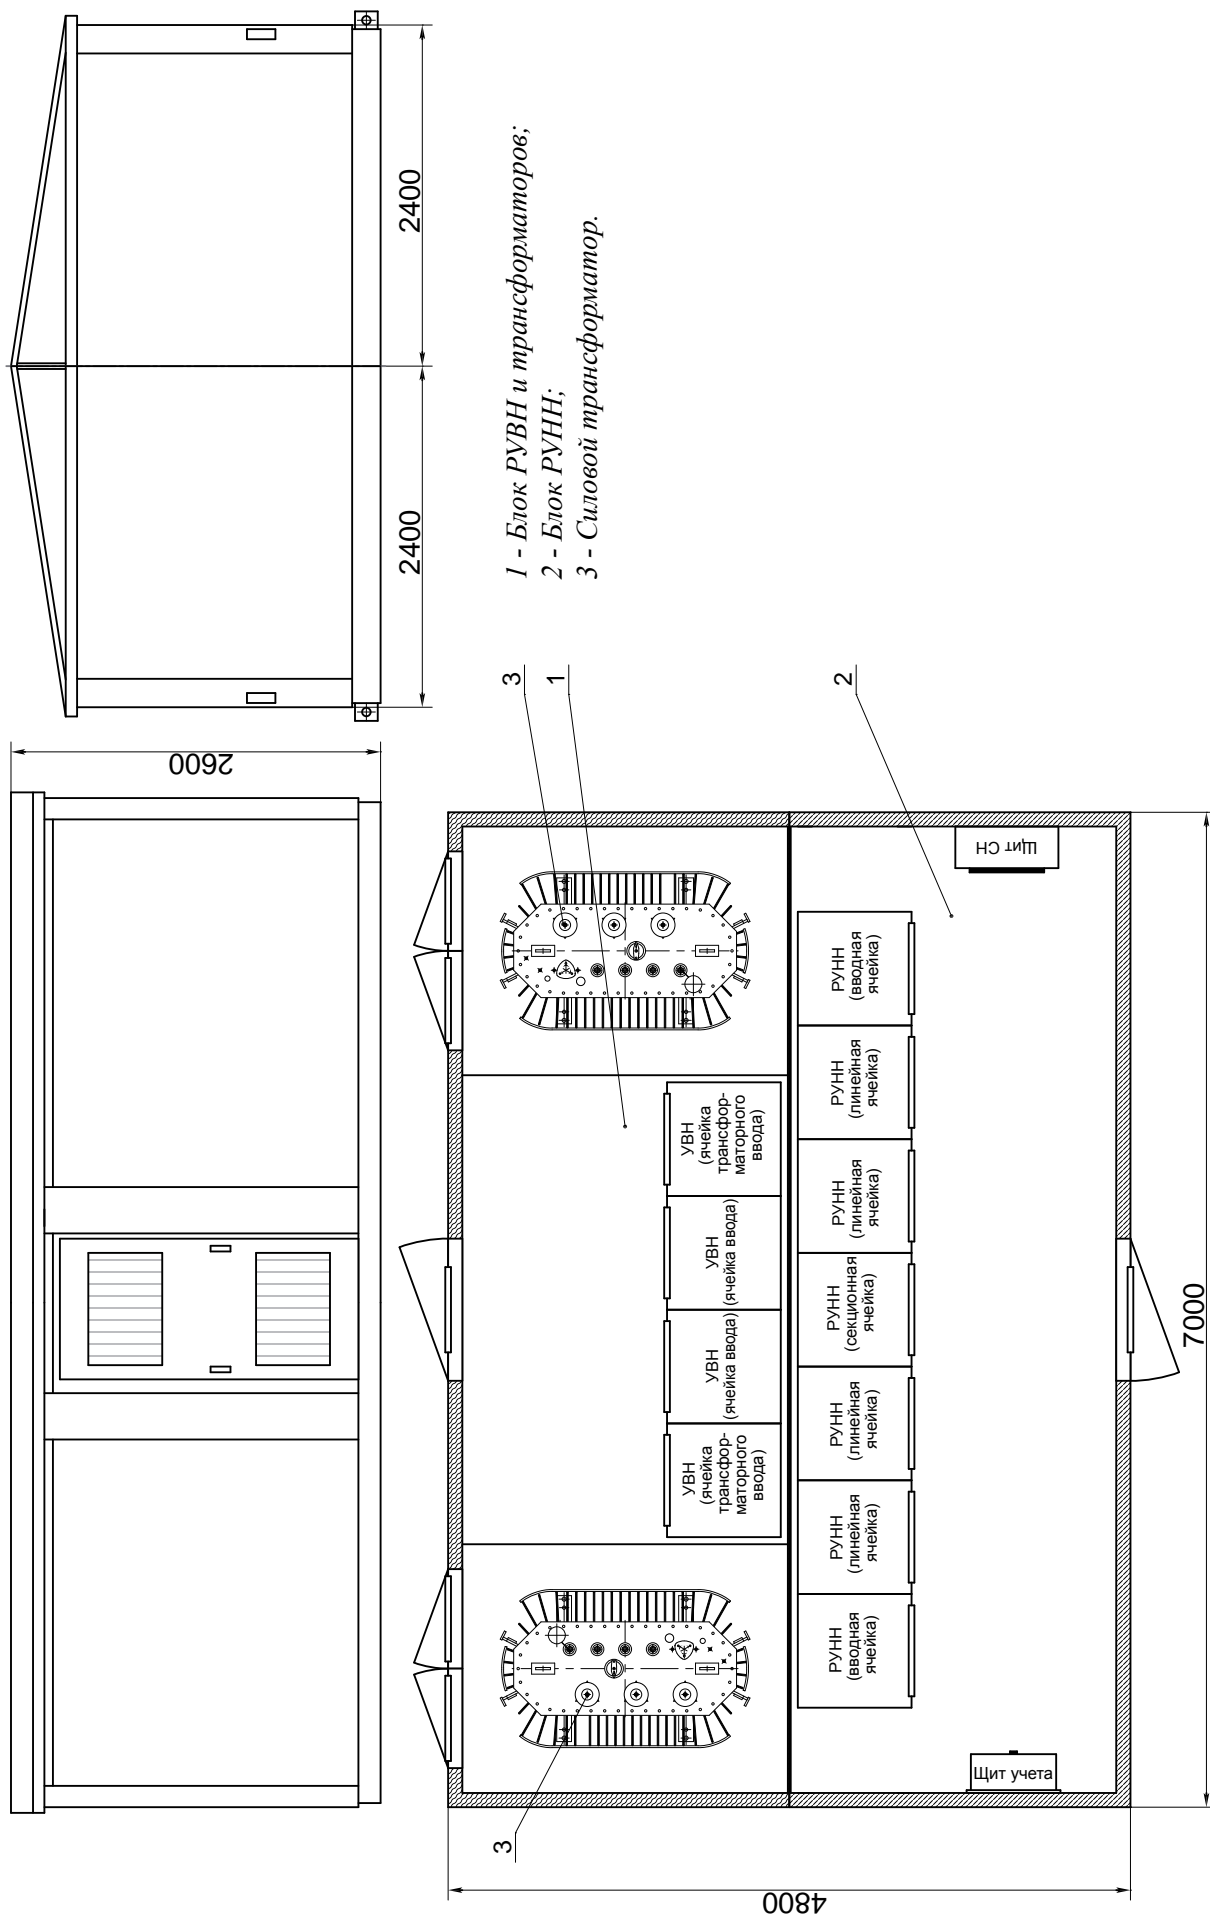 2600
2400
2400
1 - Блок РУВН и трансформаторов;
2 - Блок РУНН;
3 - Силовой трансформатор.
3
3
1
2
УВН
(ячейка
трансфор-
маторного
ввода)
УВН
(ячейка ввода)
УВН
(ячейка ввода)
УВН
(ячейка
трансфор-
маторного
ввода)
РУНН
(вводная
ячейка)
РУНН
(линейная
ячейка)
РУНН
(линейная
ячейка)
РУНН
(секционная
ячейка)
РУНН
(линейная
ячейка)
РУНН
(линейная
ячейка)
РУНН
(вводная
ячейка)
Щит учета
Щит СН
4800
7000